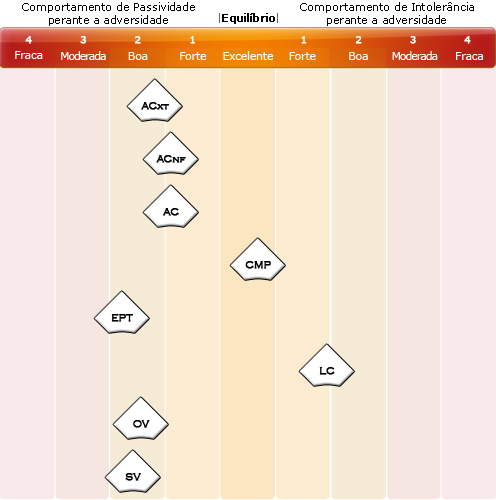 Comportamento de Passividade
perante a adversidade
|Equilíbrio|
Comportamento de Intolerância
perante a adversidade
4 3 2 1 1 2 3 4
Fraca Moderada Boa Forte Excelente Forte Boa Moderada Fraca
ACXT
ACNF
AC
CMP
EPT
LC
OV
SV